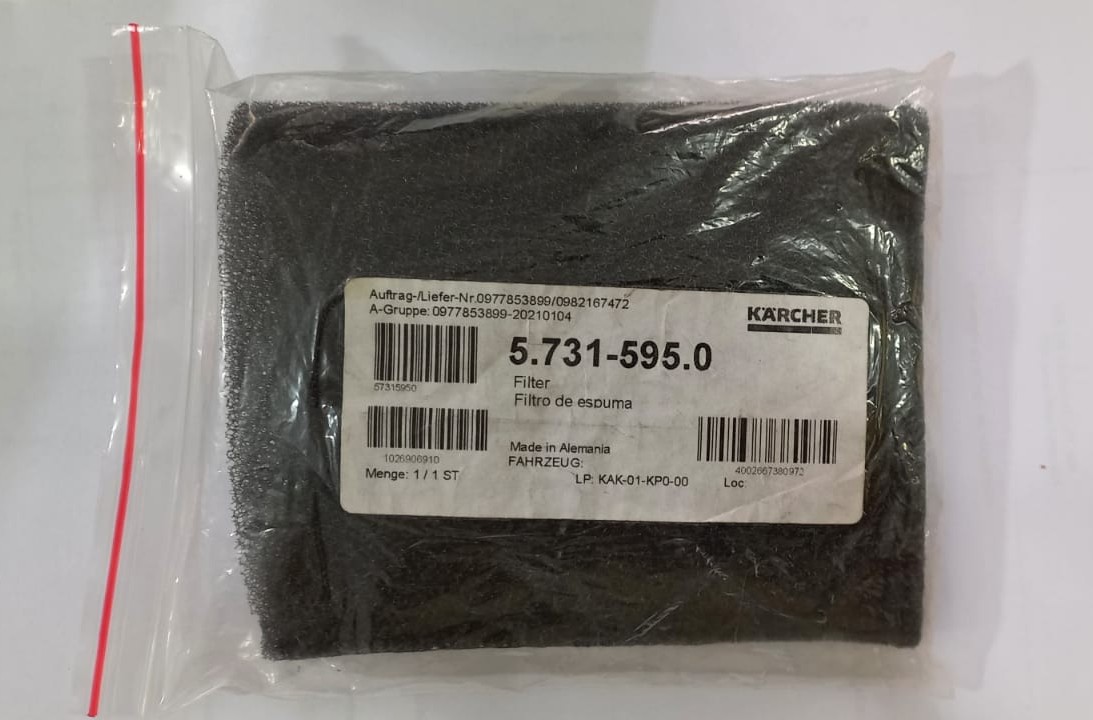 Auftrag-/Liefer-Nr.0977853899/0982167472
A-Gruppe: 0977853899-20210104
KÄRCHER
57315950
5.731-595.0
Filter
Filtro de espuma
1026906910
Menge: 1 / 1 ST
Made in Alemania
FAHRZEUG:
LP: KAK-01-KP0-00
4002667380972
Loc: